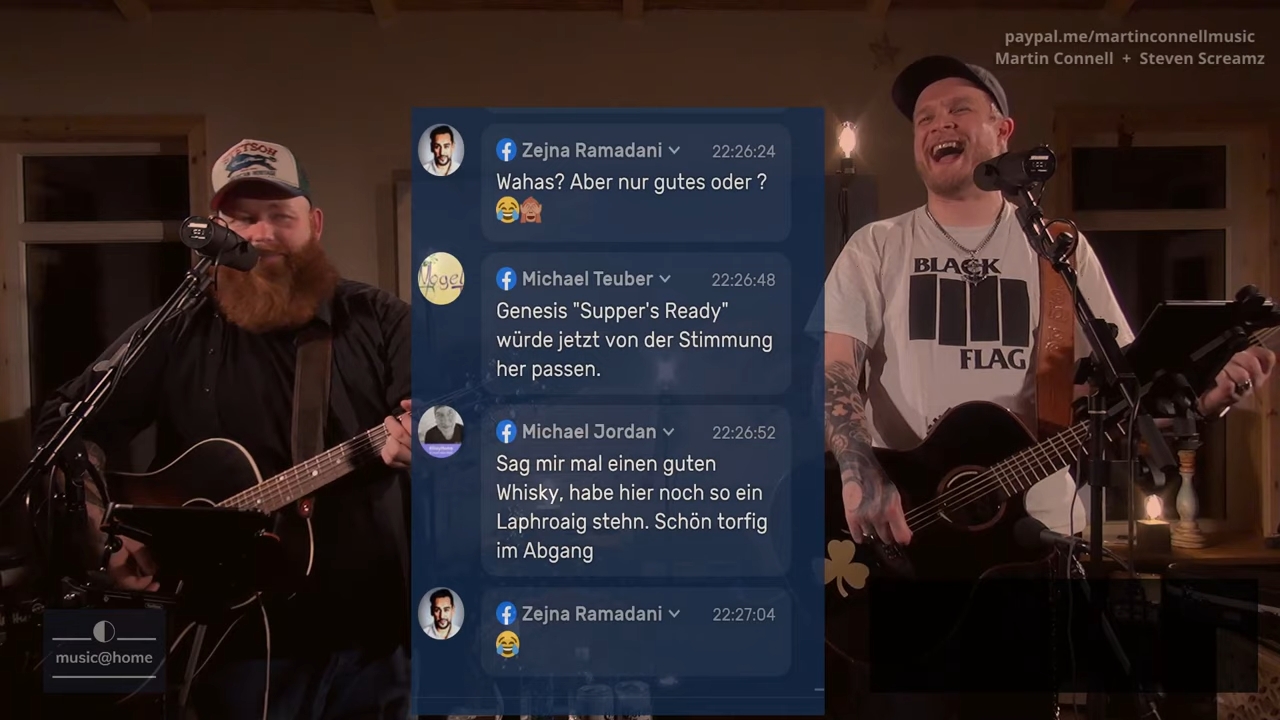 paypal.me/martinconnellmusic
Martin Connell + Steven Screamz
STETSON
Zejna Ramadani 22:26:24
Wahas? Aber nur gutes oder ?
😂🙈
Michael Teuber 22:26:48
Genesis "Supper's Ready"
würde jetzt von der Stimmung
her passen.
Michael Jordan 22:26:52
Sag mir mal einen guten
Whisky, habe hier noch so ein
Laphroaig stehn. Schön torfig
im Abgang
Zejna Ramadani 22:27:04
😂
BLACK
FLAG
music@home